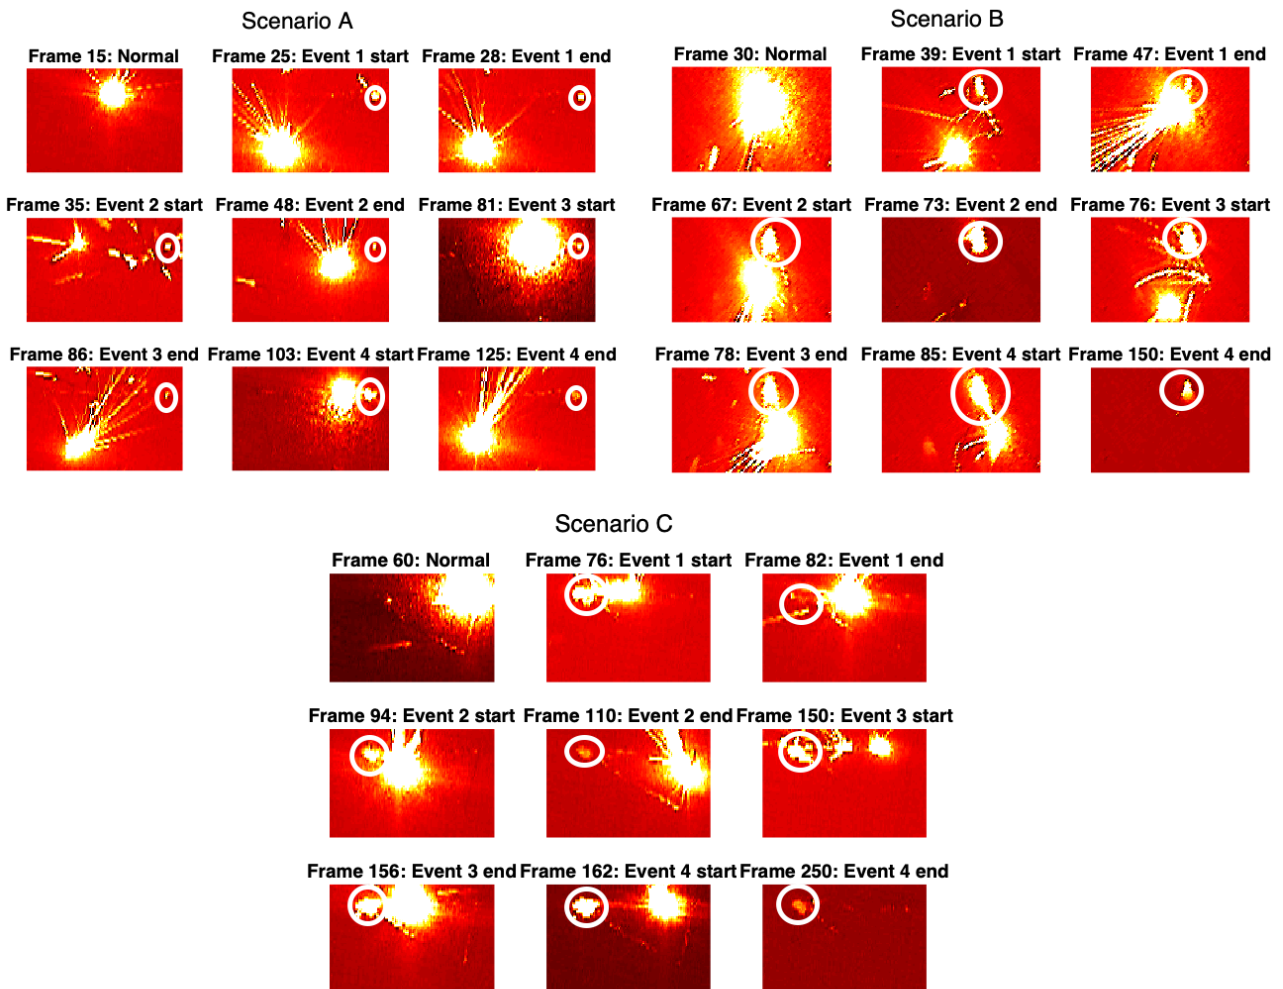 Scenario A
Frame 15: Normal
Frame 25: Event 1 start
Frame 28: Event 1 end
Frame 35: Event 2 start
Frame 48: Event 2 end
Frame 81: Event 3 start
Frame 86: Event 3 end
Frame 103: Event 4 start
Frame 125: Event 4 end
Scenario B
Frame 30: Normal
Frame 39: Event 1 start
Frame 47: Event 1 end
Frame 67: Event 2 start
Frame 73: Event 2 end
Frame 76: Event 3 start
Frame 78: Event 3 end
Frame 85: Event 4 start
Frame 150: Event 4 end
Scenario C
Frame 60: Normal
Frame 76: Event 1 start
Frame 82: Event 1 end
Frame 94: Event 2 start
Frame 110: Event 2 end
Frame 150: Event 3 start
Frame 156: Event 3 end
Frame 162: Event 4 start
Frame 250: Event 4 end